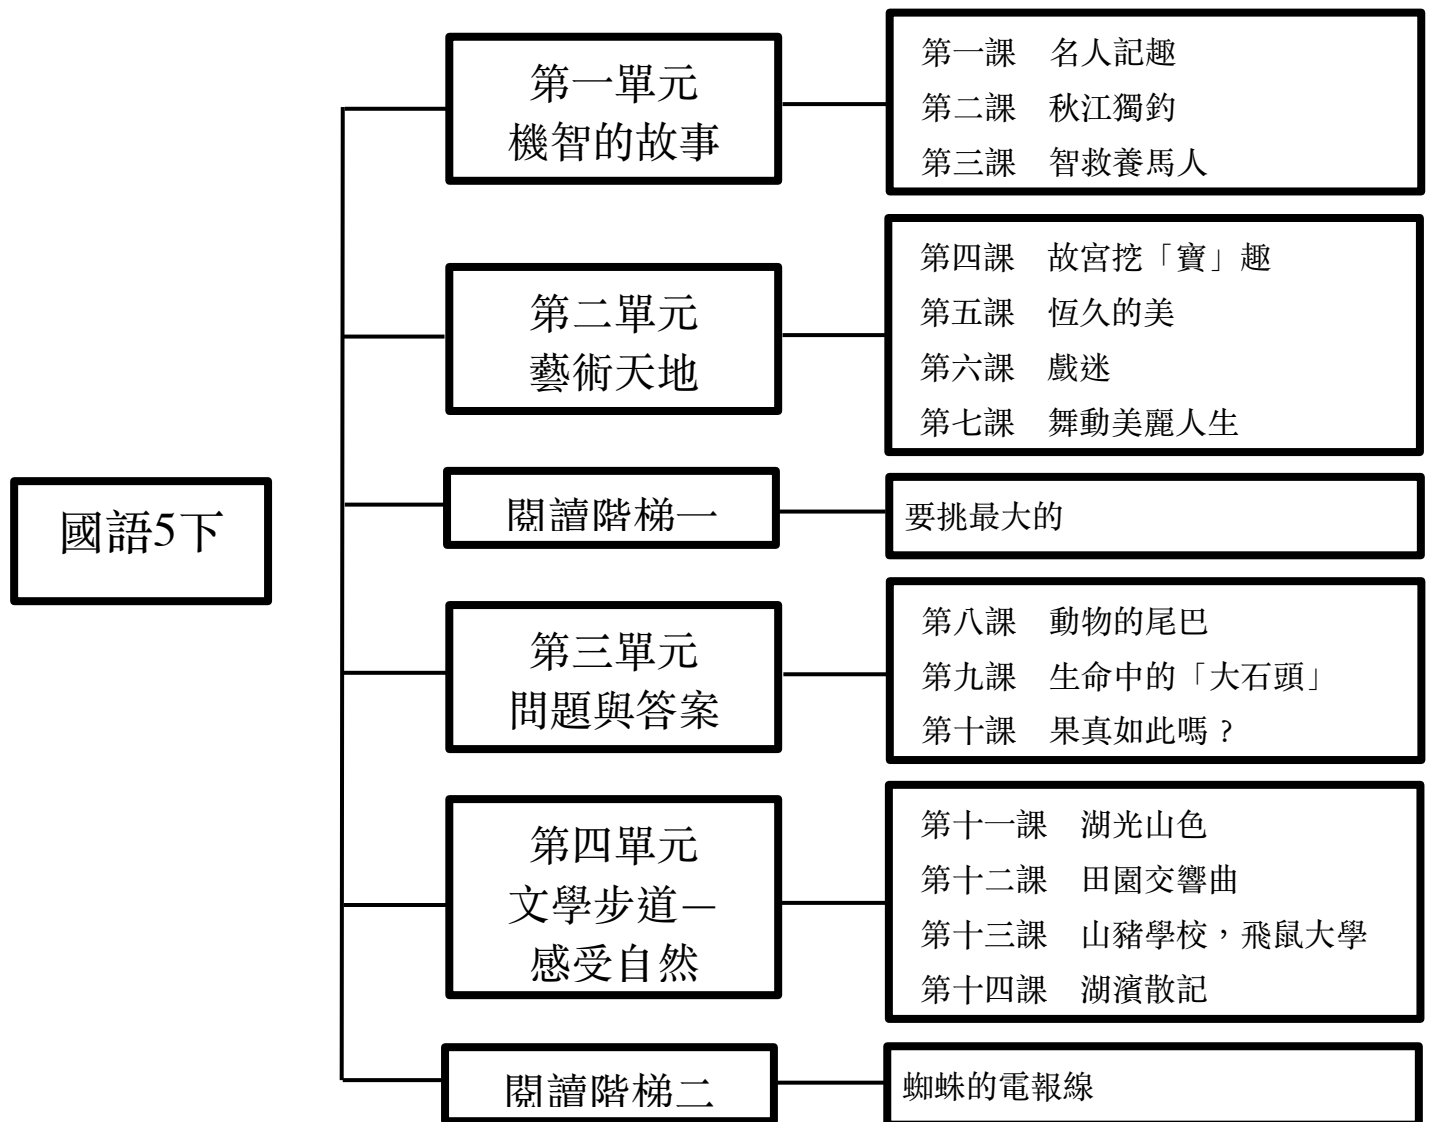 國語5下
第一單元
機智的故事
第一課　名人記趣
第二課　秋江獨釣
第三課　智救養馬人
第二單元
藝術天地
第四課　故宮挖「寶」趣
第五課　恆久的美
第六課　戲迷
第七課　舞動美麗人生
閱讀階梯一
要挑最大的
第三單元
問題與答案
第八課　動物的尾巴
第九課　生命中的「大石頭」
第十課　果真如此嗎？
第四單元
文學步道－
感受自然
第十一課　湖光山色
第十二課　田園交響曲
第十三課　山豬學校，飛鼠大學
第十四課　湖濱散記
閱讀階梯二
蜘蛛的電報線